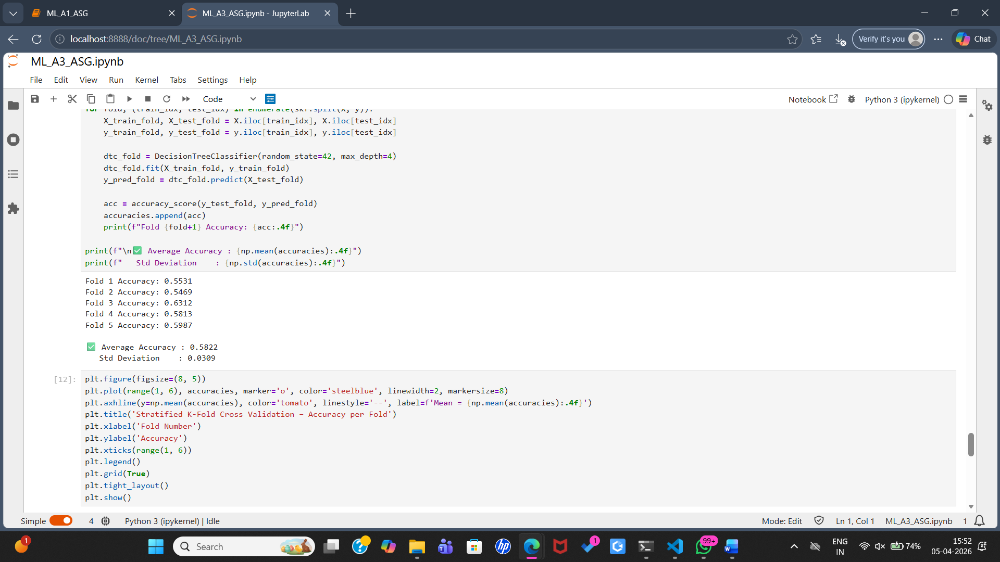 ML_A1_ASG
ML_A3_ASG.ipynb - JupyterLab
localhost:8888/doc/tree/ML_A3_ASG.ipynb
Verify it's you
Chat
ML_A3_ASG.ipynb
File Edit View Run Kernel Tabs Settings Help
Code
Notebook
Python 3 (ipykernel)
for fold, (train_idx, test_idx) in enumerate(skf.split(X, y)):
X_train_fold, X_test_fold = X.iloc[train_idx], X.iloc[test_idx]
y_train_fold, y_test_fold = y.iloc[train_idx], y.iloc[test_idx]
dtc_fold = DecisionTreeClassifier(random_state=42, max_depth=4)
dtc_fold.fit(X_train_fold, y_train_fold)
y_pred_fold = dtc_fold.predict(X_test_fold)
acc = accuracy_score(y_test_fold, y_pred_fold)
accuracies.append(acc)
print(f"Fold {fold+1} Accuracy: {acc:.4f}")
print(f"\n✅ Average Accuracy : {np.mean(accuracies):.4f}")
print(f"   Std Deviation    : {np.std(accuracies):.4f}")
Fold 1 Accuracy: 0.5531
Fold 2 Accuracy: 0.5469
Fold 3 Accuracy: 0.6312
Fold 4 Accuracy: 0.5813
Fold 5 Accuracy: 0.5987
✅ Average Accuracy : 0.5822
Std Deviation    : 0.0309
[12]:
plt.figure(figsize=(8, 5))
plt.plot(range(1, 6), accuracies, marker='o', color='steelblue', linewidth=2, markersize=8)
plt.axhline(y=np.mean(accuracies), color='tomato', linestyle='--', label=f'Mean = {np.mean(accuracies):.4f}')
plt.title('Stratified K-Fold Cross Validation – Accuracy per Fold')
plt.xlabel('Fold Number')
plt.ylabel('Accuracy')
plt.xticks(range(1, 6))
plt.legend()
plt.grid(True)
plt.tight_layout()
plt.show()
Simple
4
Python 3 (ipykernel) | Idle
Mode: Edit
Ln 1, Col 1
ML_A3_ASG.ipynb
1
1
Search
hp
1
99+
W
ENG
IN
74%
15:52
05-04-2026